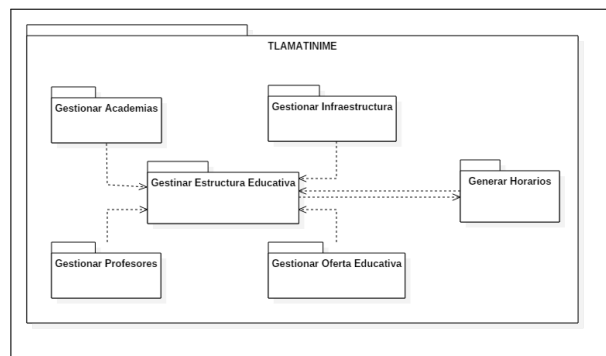 TLAMATINIME
Gestionar Academias
Gestionar Infraestructura
Gestinar Estructura Educativa
Generar Horarios
Gestionar Profesores
Gestionar Oferta Educativa